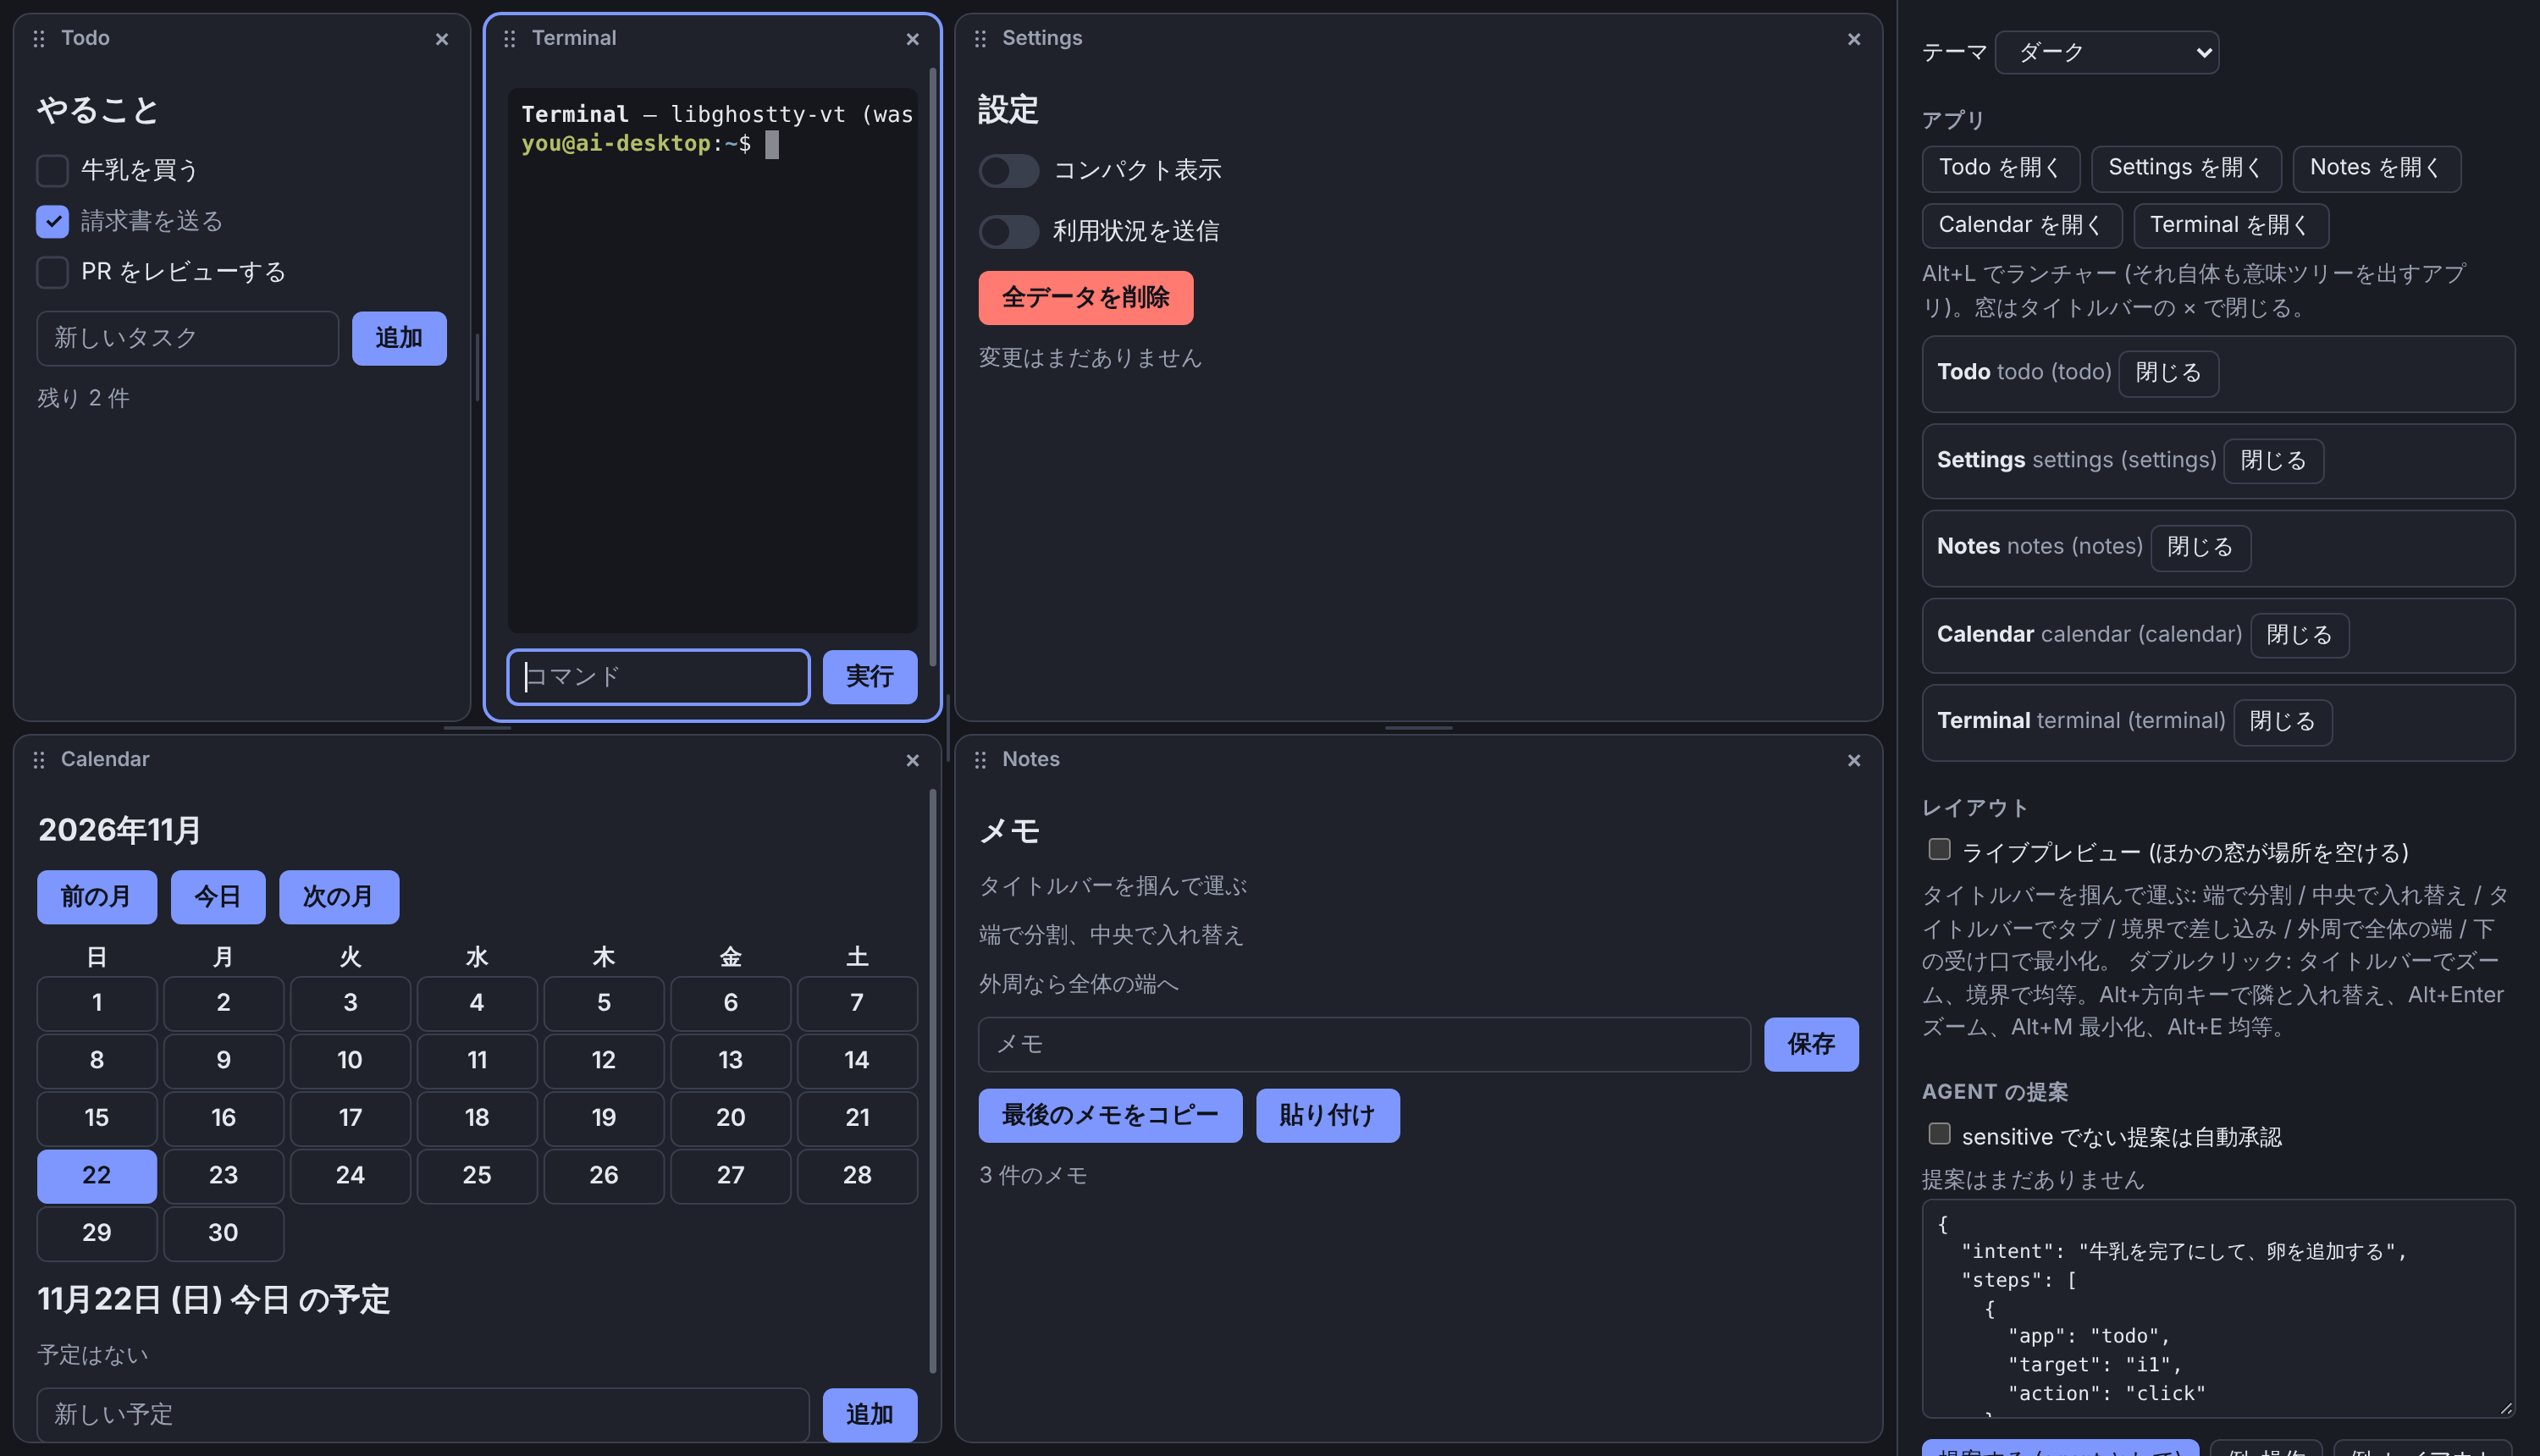 Todo
やること
牛乳を買う
請求書を送る
PR をレビューする
新しいタスク
追加
残り 2 件
Terminal
Terminal — libghostty-vt (was
you@ai-desktop:~$
コマンド
実行
Settings
設定
コンパクト表示
利用状況を送信
全データを削除
変更はまだありません
Calendar
2026年11月
前の月 今日 次の月
日 月 火 水 木 金 土
1 2 3 4 5 6 7
8 9 10 11 12 13 14
15 16 17 18 19 20 21
22 23 24 25 26 27 28
29 30
11月22日 (日) 今日 の予定
予定はない
新しい予定
追加
Notes
メモ
タイトルバーを掴んで運ぶ
端で分割、中央で入れ替え
外周なら全体の端へ
メモ
保存
最後のメモをコピー 貼り付け
3 件のメモ
テーマ ダーク
アプリ
Todo を開く Settings を開く Notes を開く
Calendar を開く Terminal を開く
Alt+L でランチャー (それ自体も意味ツリーを出すアプ
リ)。窓はタイトルバーの × で閉じる。
Todo todo (todo) 閉じる
Settings settings (settings) 閉じる
Notes notes (notes) 閉じる
Calendar calendar (calendar) 閉じる
Terminal terminal (terminal) 閉じる
レイアウト
ライブプレビュー (ほかの窓が場所を空ける)
タイトルバーを掴んで運ぶ: 端で分割 / 中央で入れ替え / タ
イトルバーでタブ / 境界で差し込み / 外周で全体の端 / 下
の受け口で最小化。 ダブルクリック: タイトルバーでズー
ム、境界で均等。Alt+方向キーで隣と入れ替え、Alt+Enter
ズーム、Alt+M 最小化、Alt+E 均等。
AGENT の提案
sensitive でない提案は自動承認
提案はまだありません
{
"intent": "牛乳を完了にして、卵を追加する",
"steps": [
{
"app": "todo",
"target": "i1",
"action": "click"